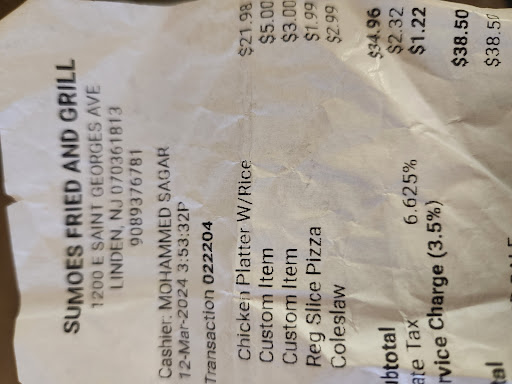 SUMOES FRIED AND GRILL
1200 E SAINT GEORGES AVE
LINDEN, NJ 070361813
9089376781
Cashier: MOHAMMED SAGAR
12-Mar-2024 3:53:32P
Transaction 022204
Chicken Platter W/Rice $21.98
Custom Item $5.00
Custom Item $3.00
Reg Slice Pizza $1.99
Coleslaw $2.99
ubtotal $34.96
ate Tax 6.625% $2.32
rvice Charge (3.5%) $1.22
tal $38.50
$38.50